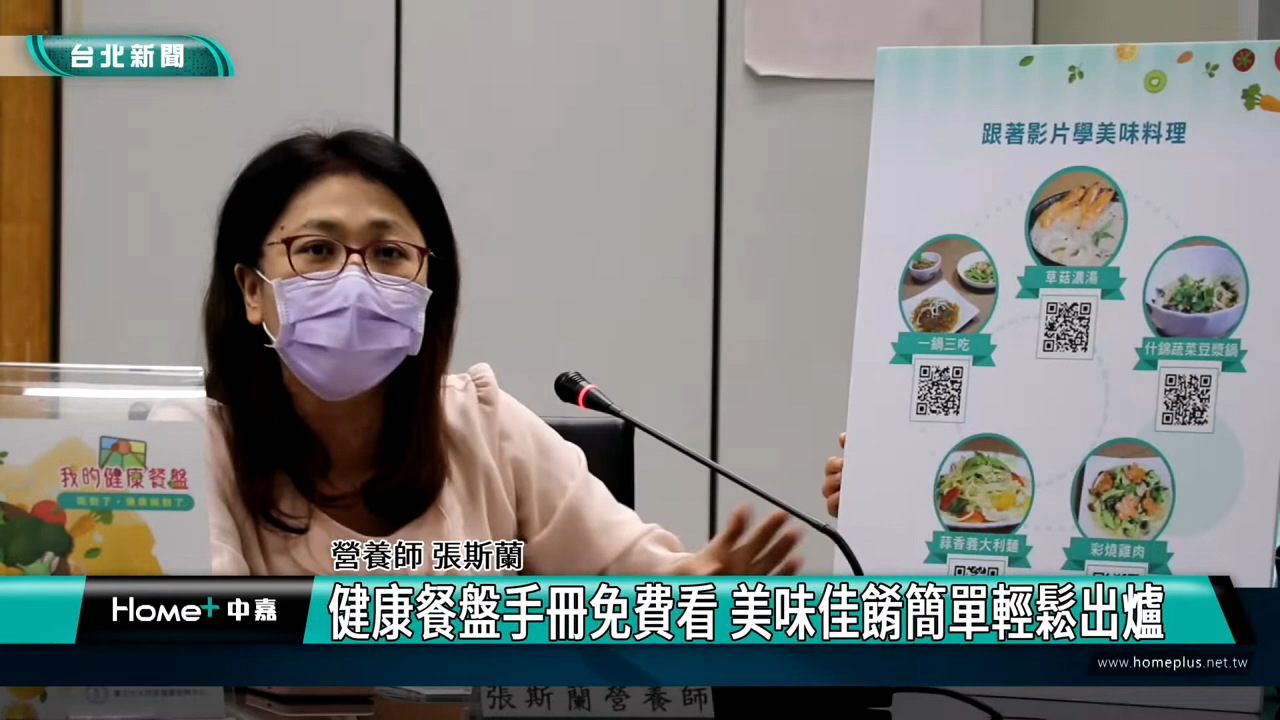 台北新聞
跟著影片學美味料理
草菇濃湯
一鍋三吃
什錦蔬菜豆漿鍋
蒜香義大利麵
彩燒雞肉
我的健康餐盤
營養師 張斯蘭
Home+ 中嘉
健康餐盤手冊免費看 美味佳餚簡單輕鬆出爐
www.homeplus.net.tw
張斯蘭營養師